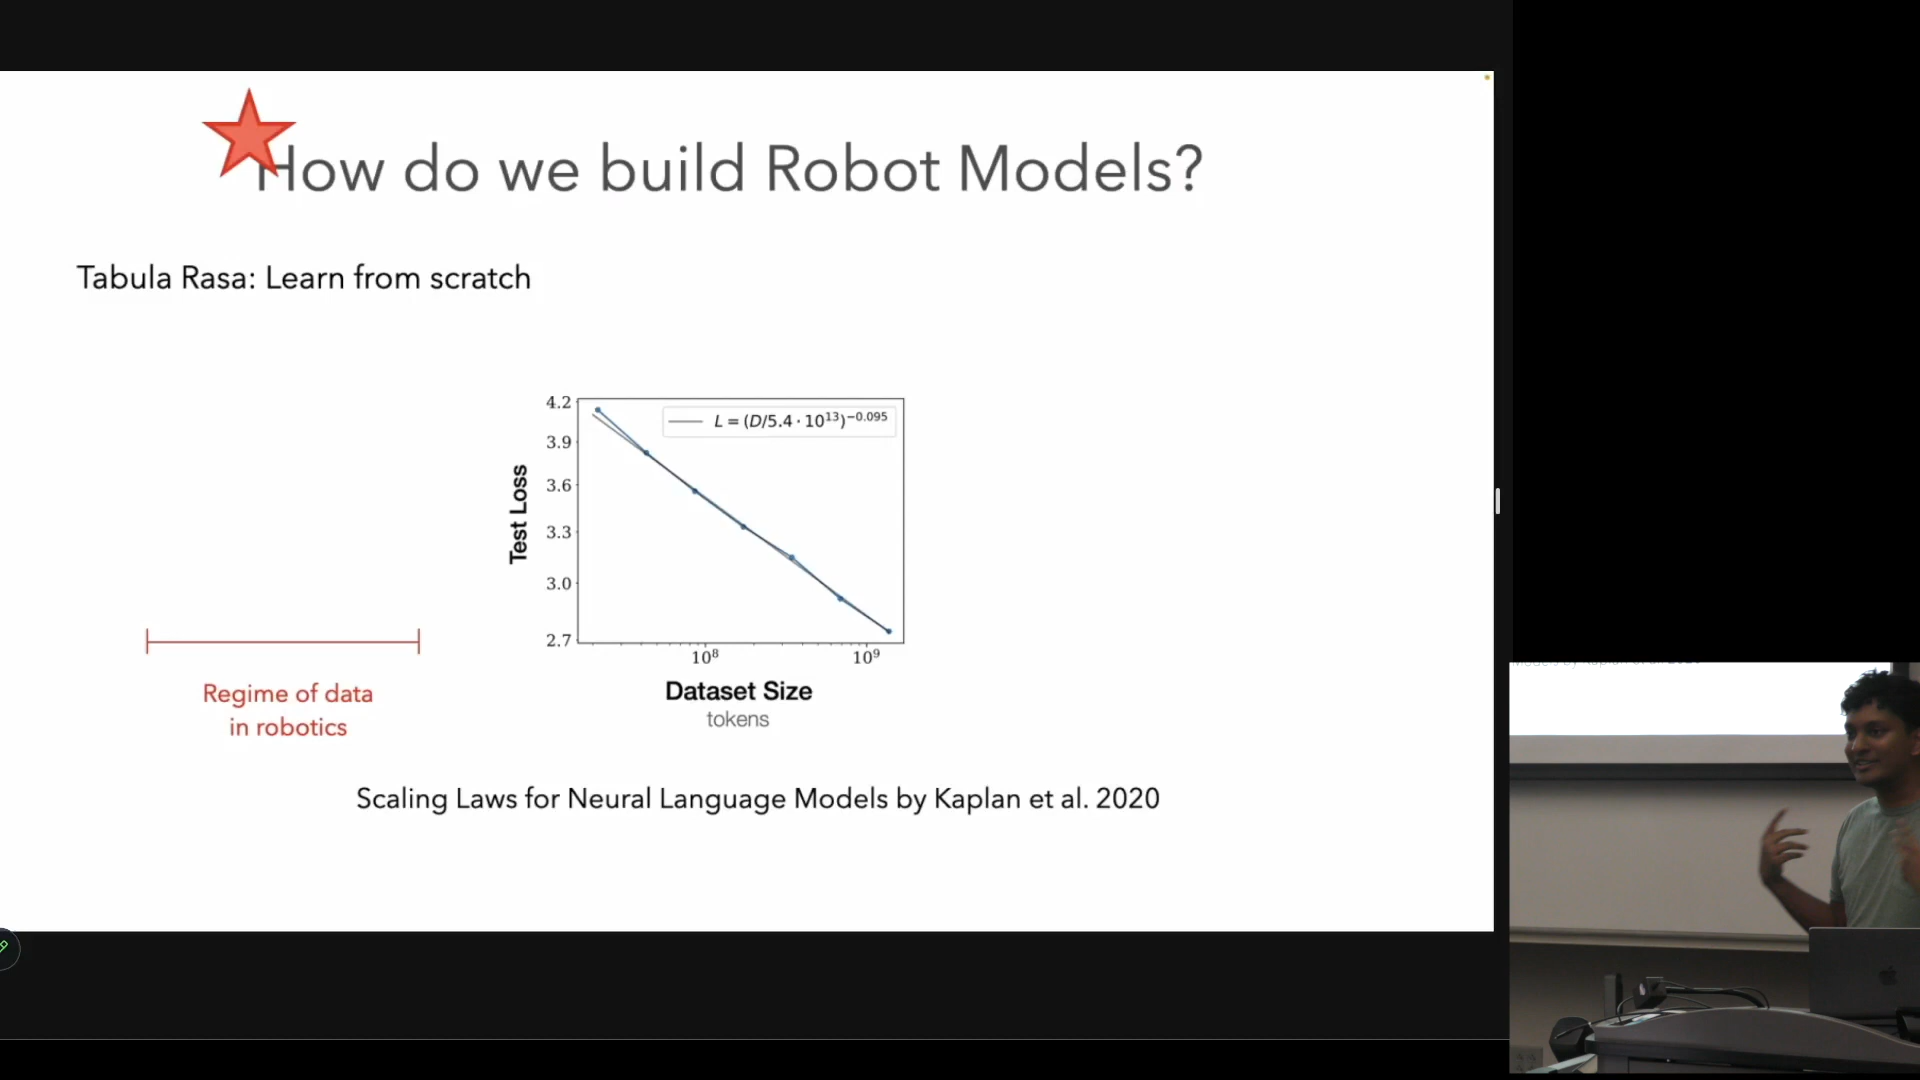 How do we build Robot Models?
Tabula Rasa: Learn from scratch
L = (D/5.4 · 10¹³)⁻⁰·⁰⁹⁵
4.2
3.9
3.6
3.3
3.0
2.7
Test Loss
10⁸ 10⁹
Dataset Size
tokens
Regime of data
in robotics
Scaling Laws for Neural Language Models by Kaplan et al. 2020